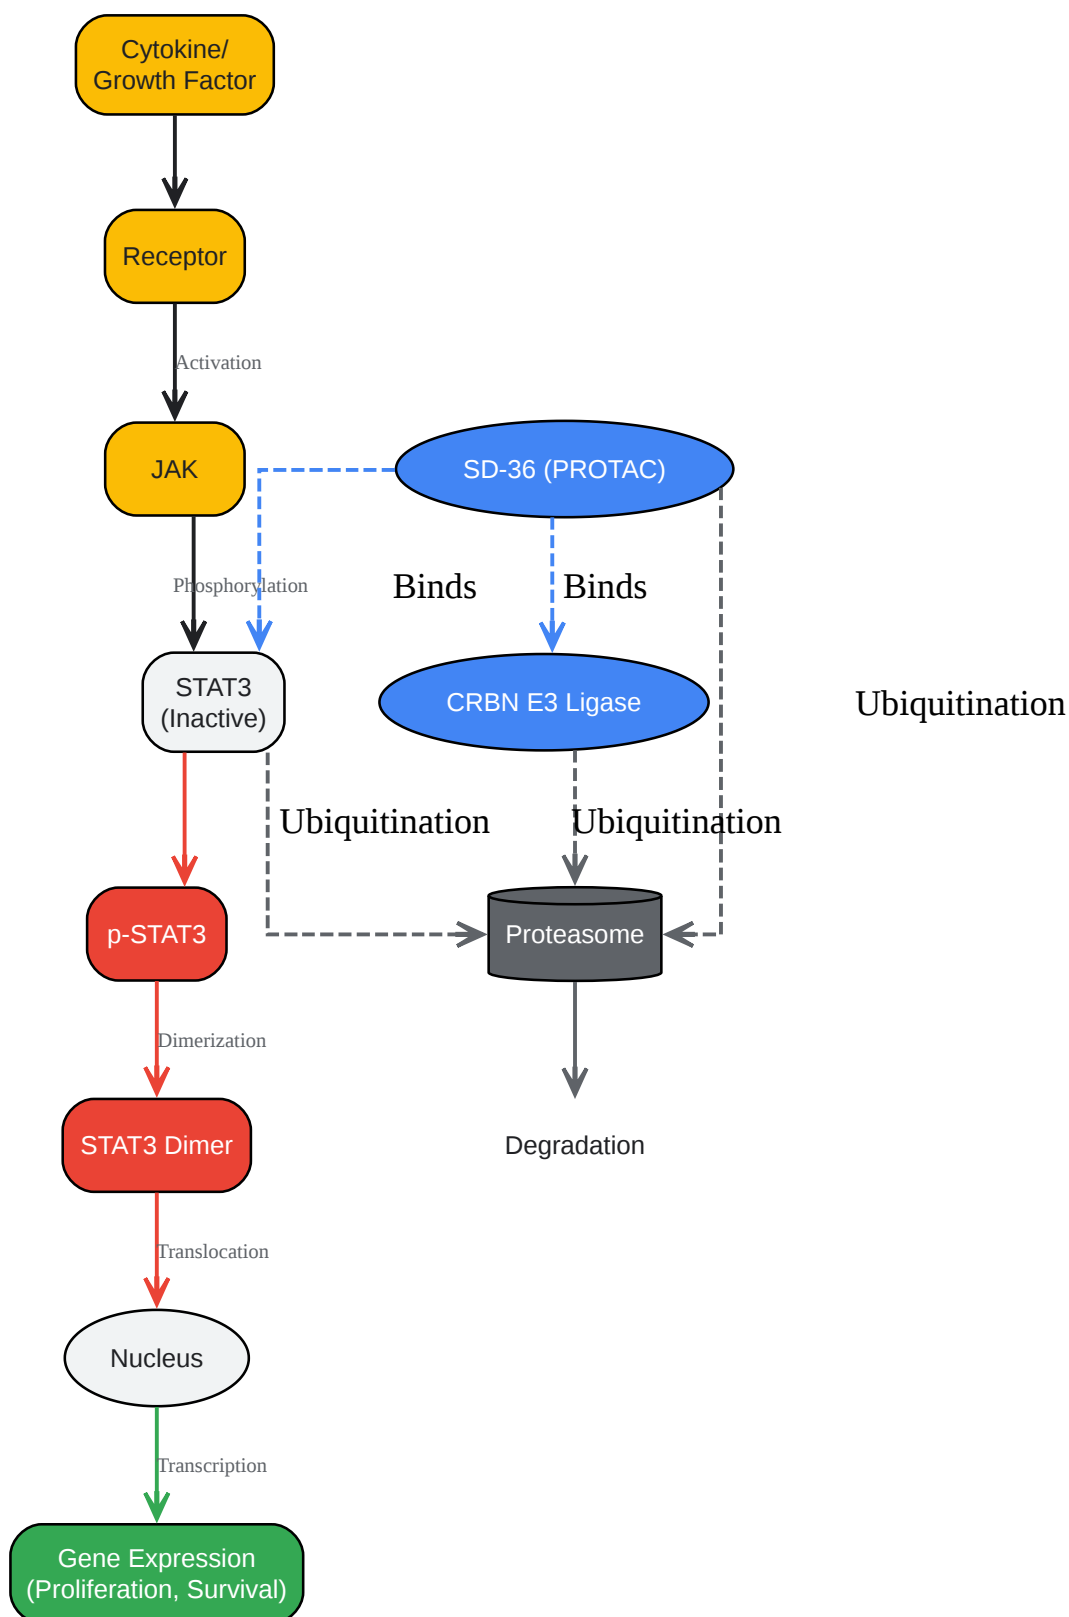 Cytokine/
Growth Factor
Receptor
Activation
JAK
SD-36 (PROTAC)
Phosphorylation
Binds
Binds
STAT3
(Inactive)
CRBN E3 Ligase
Ubiquitination
Ubiquitination
Ubiquitination
p-STAT3
Proteasome
Dimerization
STAT3 Dimer
Degradation
Translocation
Nucleus
Transcription
Gene Expression
(Proliferation, Survival)